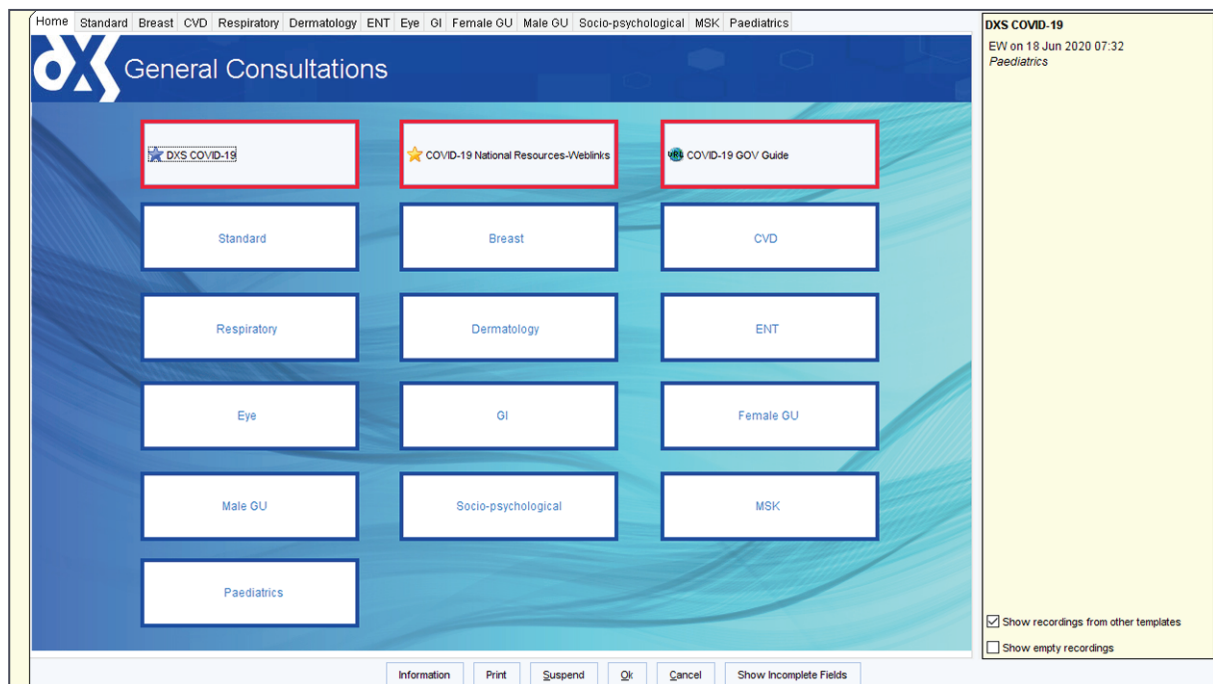 Home Standard Breast CVD Respiratory Dermatology ENT Eye GI Female GU Male GU Socio-psychological MSK Paediatrics
dXS General Consultations
DXS COVID-19 COVID-19 National Resources-Weblinks URL COVID-19 GOV Guide
Standard Breast CVD
Respiratory Dermatology ENT
Eye GI Female GU
Male GU Socio-psychological MSK
Paediatrics
Information Print Suspend Ok Cancel Show Incomplete Fields
DXS COVID-19
EW on 18 Jun 2020 07:32
Paediatrics
Show recordings from other templates
Show empty recordings